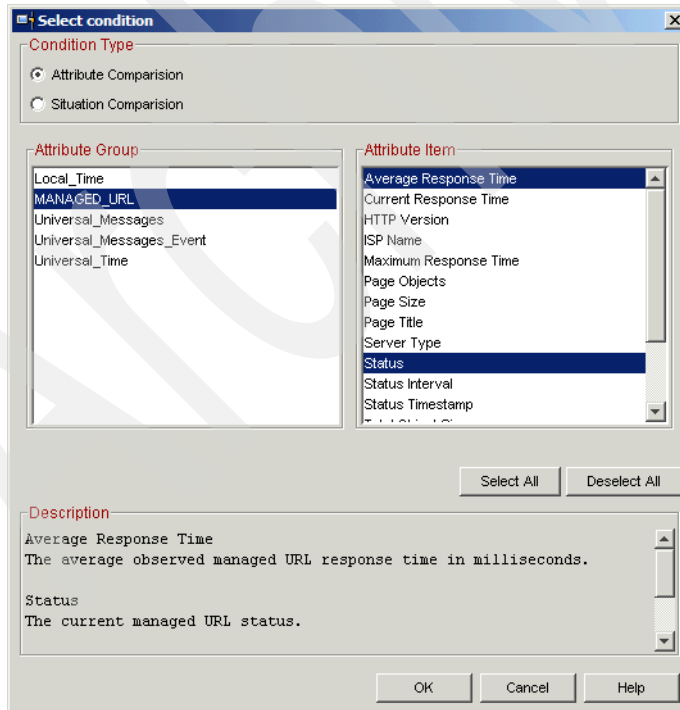 Select condition
Condition Type
Attribute Comparision
Situation Comparision
Attribute Group
Local_Time
MANAGED_URL
Universal_Messages
Universal_Messages_Event
Universal_Time
Attribute Item
Average Response Time
Current Response Time
HTTP Version
ISP Name
Maximum Response Time
Page Objects
Page Size
Page Title
Server Type
Status
Status Interval
Status Timestamp
Select All
Deselect All
Description
Average Response Time
The average observed managed URL response time in milliseconds.
Status
The current managed URL status.
OK
Cancel
Help